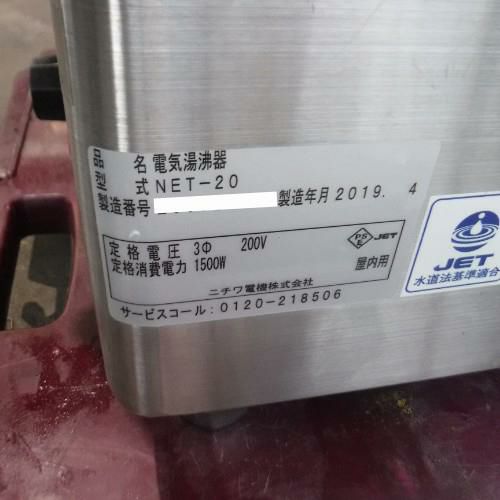 品名 電気湯沸器
型式 NET-20
製造番号 製造年月 2019. 4
定格電圧 3Φ 200V
定格消費電力 1500W
PS E JET
屋内用
ニチワ電機株式会社
サービスコール:0120-218506
JET
水道法基準適合